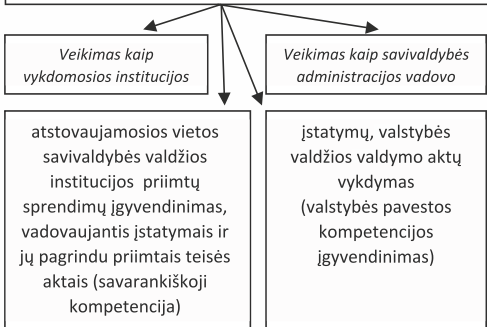 Veikimas kaip
vykdomosios institucijos
Veikimas kaip savivaldybės
administracijos vadovo
atstovaujamosios vietos
savivaldybės valdžios
institucijos priimtų
sprendimų įgyvendinimas,
vadovaujantis įstatymais ir
jų pagrindu priimtais teisės
aktais (savarankiškoji
kompetencija)
įstatymų, valstybės
valdžios valdymo aktų
vykdymas
(valstybės pavestos
kompetencijos
įgyvendinimas)